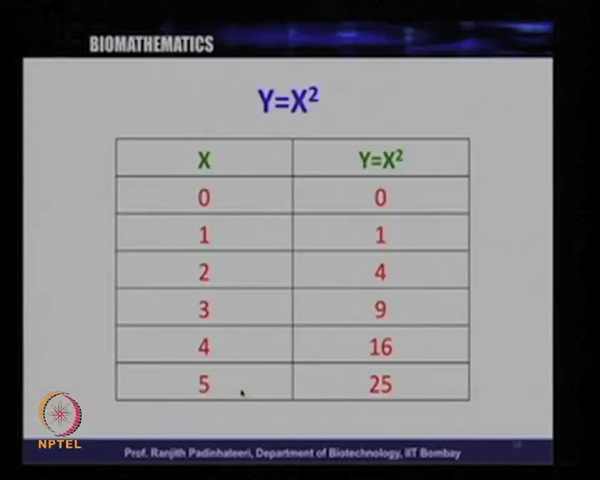 BIOMATHEMATICS
Y=X²
X Y=X²
0 0
1 1
2 4
3 9
4 16
5 25
NPTEL
Prof. Ranjith Padinhateeri, Department of Biotechnology, IIT Bombay